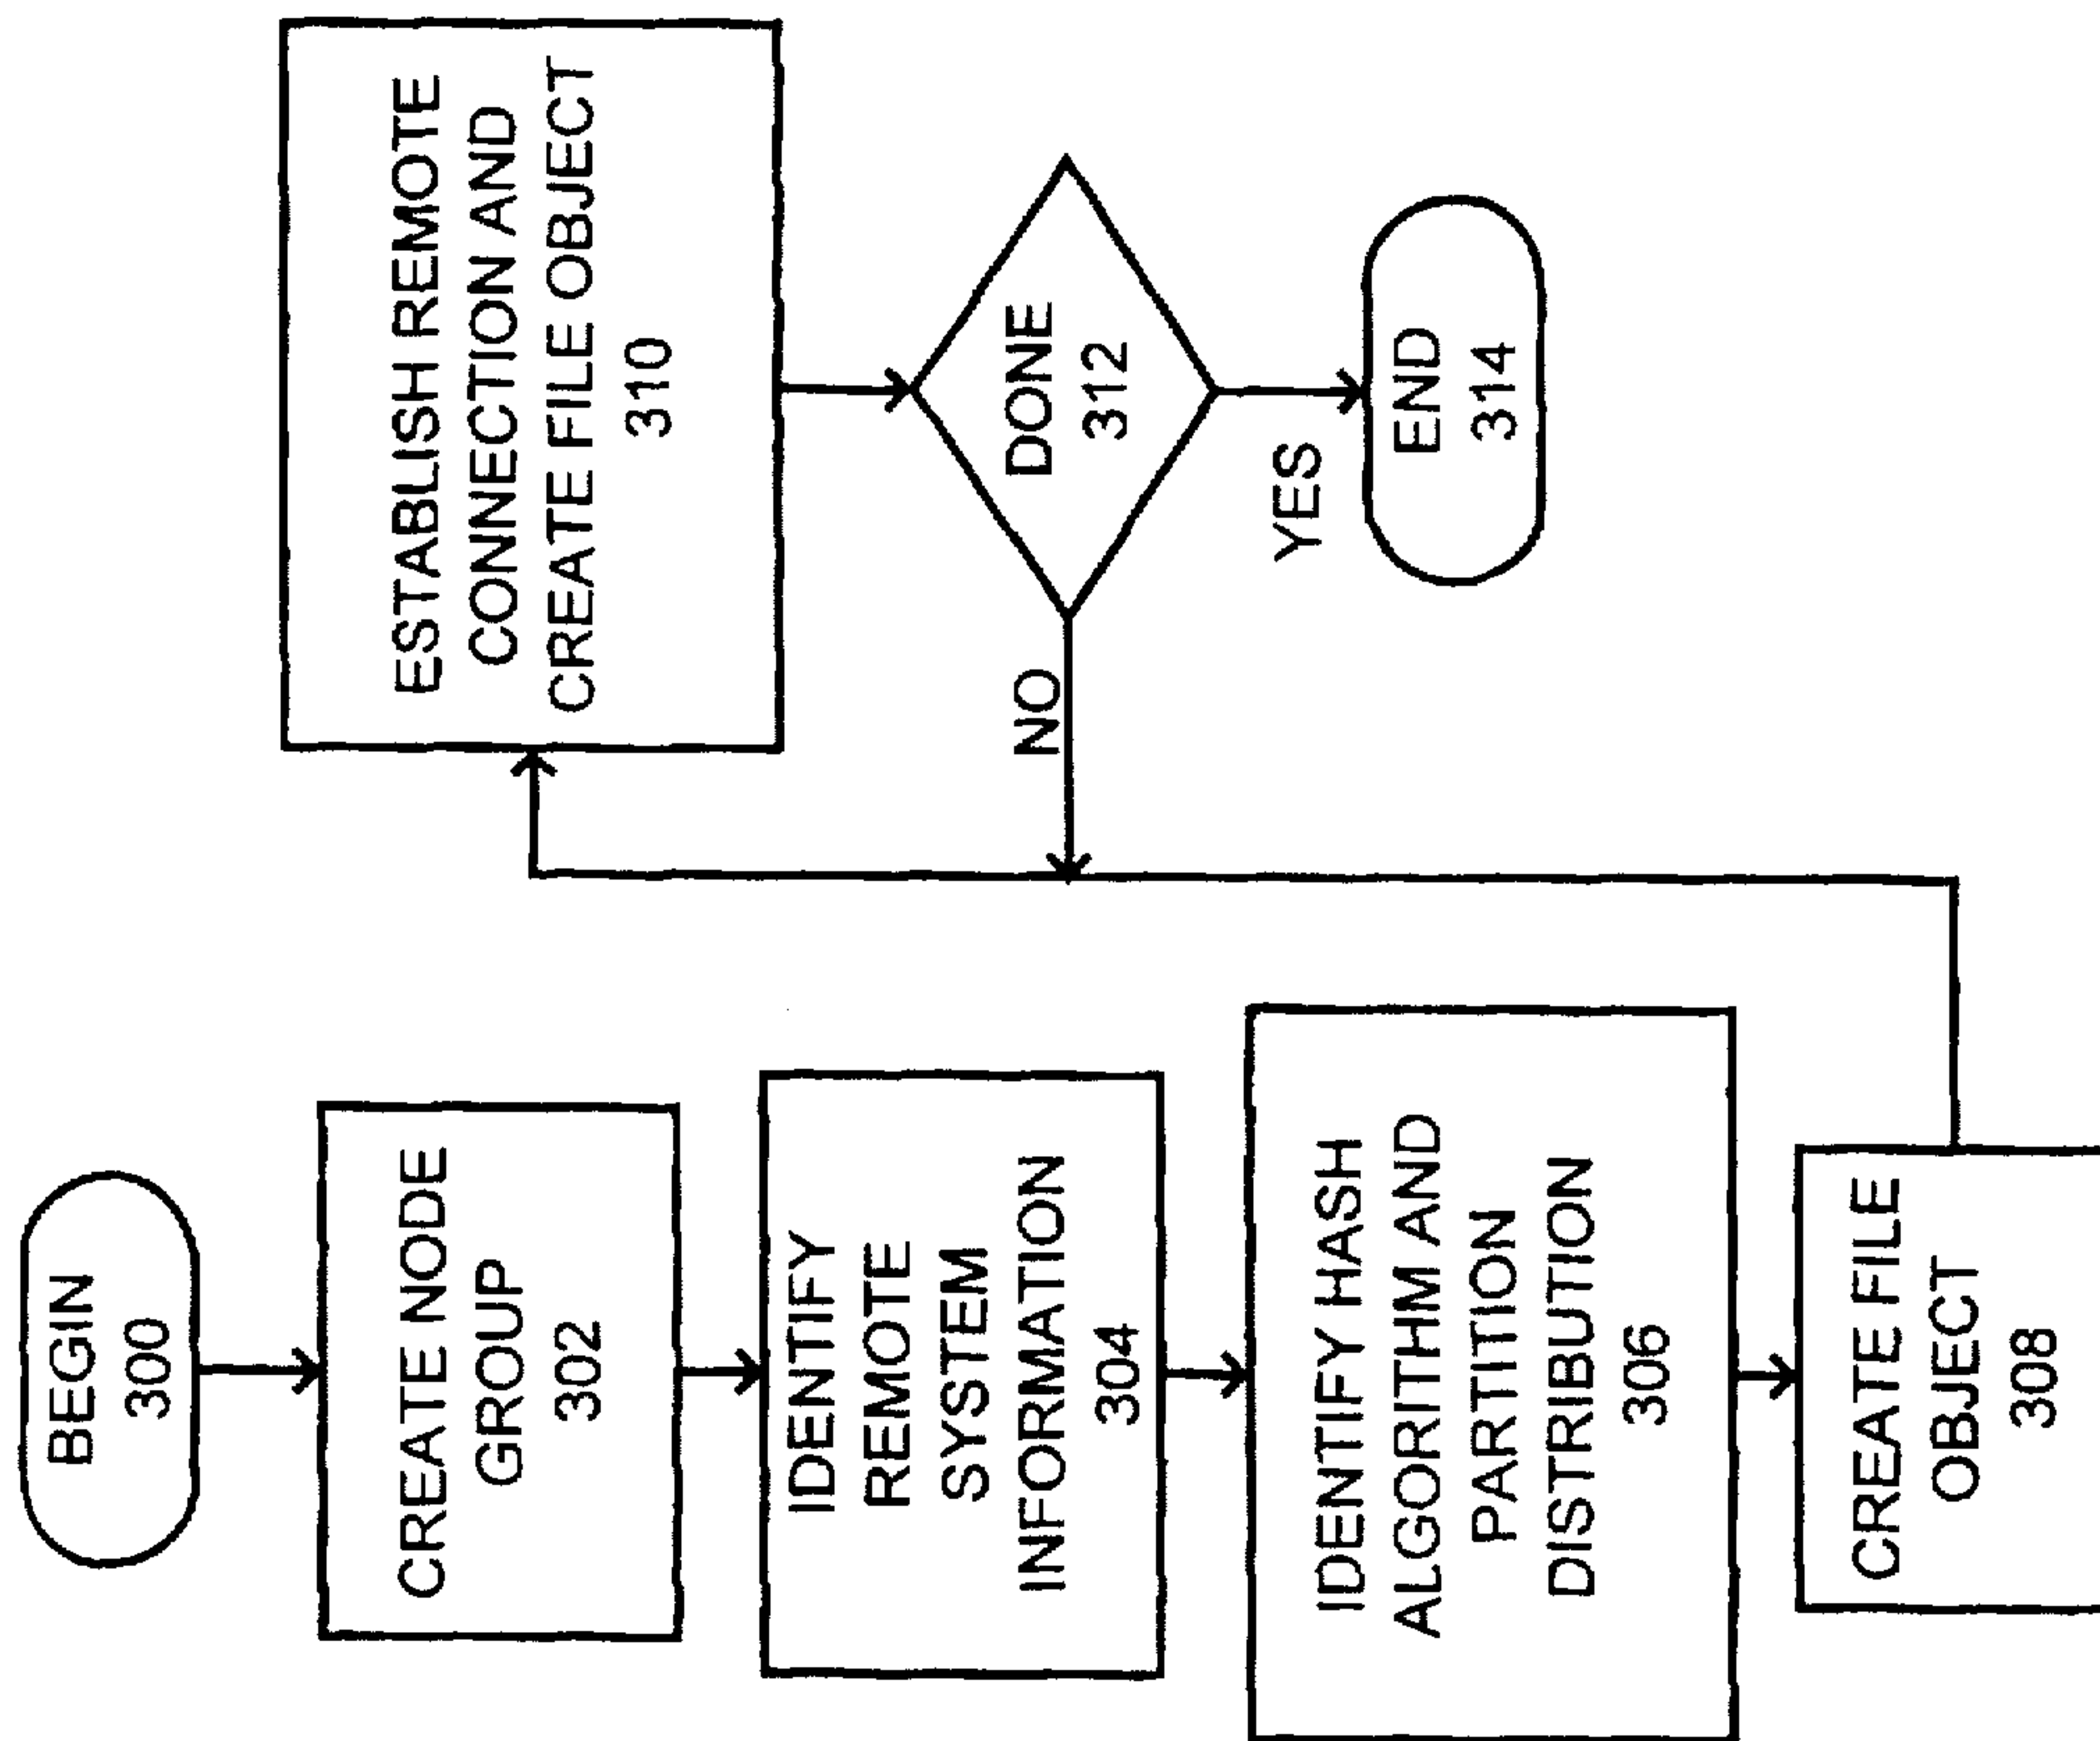 BEGIN
300
CREATE NODE
GROUP
302
IDENTIFY
REMOTE
SYSTEM
INFORMATION
304
IDENTIFY HASH
ALGORITHM AND
PARTITION
DISTRIBUTION
306
CREATE FILE
OBJECT
308
ESTABLISH REMOTE
CONNECTION AND
CREATE FILE OBJECT
310
DONE
312
NO
YES
END
314